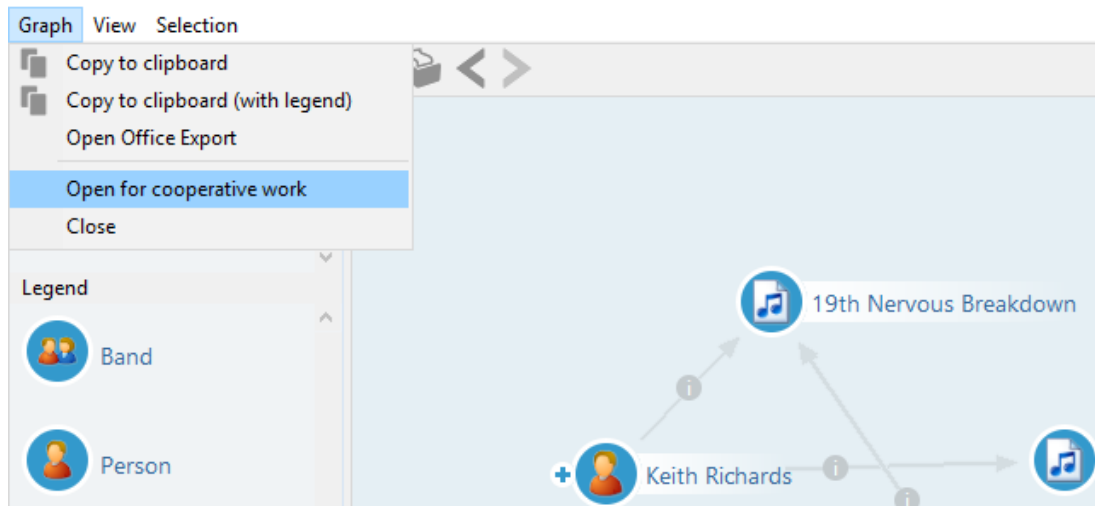 Graph View Selection
Copy to clipboard
Copy to clipboard (with legend)
Open Office Export
Open for cooperative work
Close
Legend
Band
Person
19th Nervous Breakdown
Keith Richards